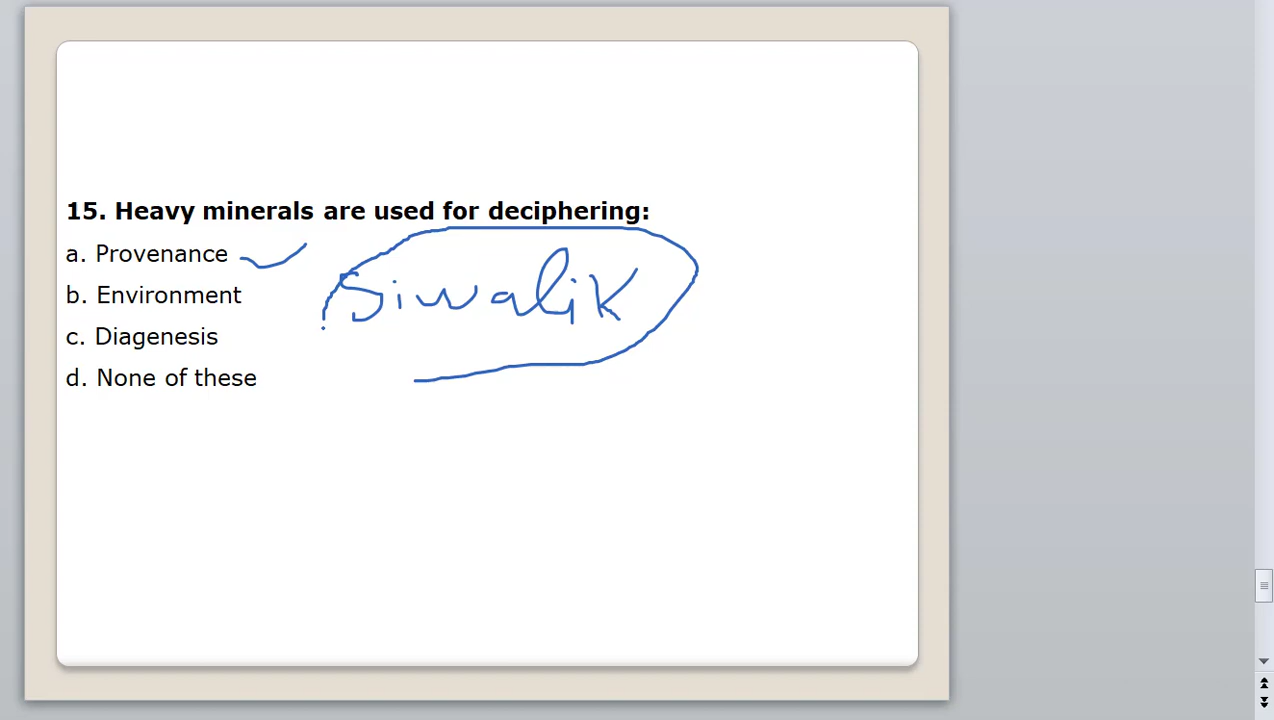 15. Heavy minerals are used for deciphering:
a. Provenance
Siwalik
b. Environment
c. Diagenesis
d. None of these